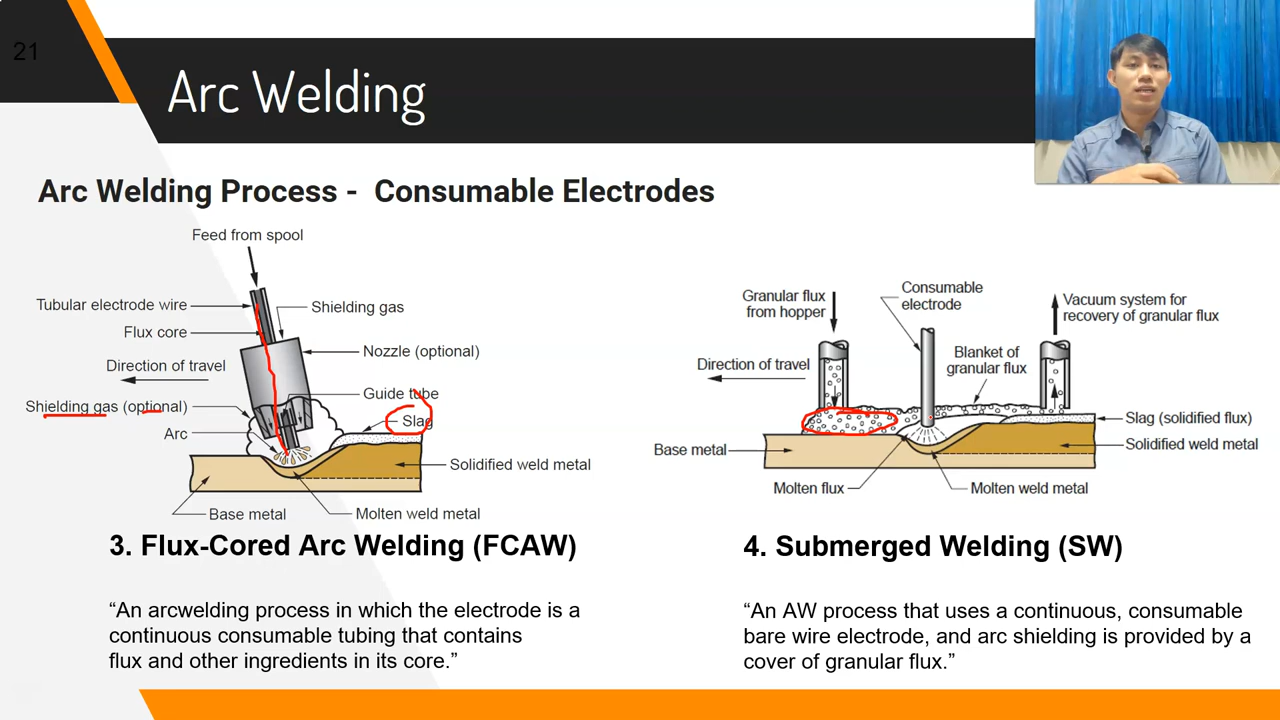 21
Arc Welding
Arc Welding Process - Consumable Electrodes
Feed from spool
Tubular electrode wire
Shielding gas
Flux core
Nozzle (optional)
Direction of travel
Guide tube
Shielding gas (optional)
Slag
Arc
Solidified weld metal
Base metal
Molten weld metal
3. Flux-Cored Arc Welding (FCAW)
“An arcwelding process in which the electrode is a
continuous consumable tubing that contains
flux and other ingredients in its core.”
Granular flux
from hopper
Consumable
electrode
Vacuum system for
recovery of granular flux
Direction of travel
Blanket of
granular flux
Slag (solidified flux)
Base metal
Solidified weld metal
Molten flux
Molten weld metal
4. Submerged Welding (SW)
“An AW process that uses a continuous, consumable
bare wire electrode, and arc shielding is provided by a
cover of granular flux.”